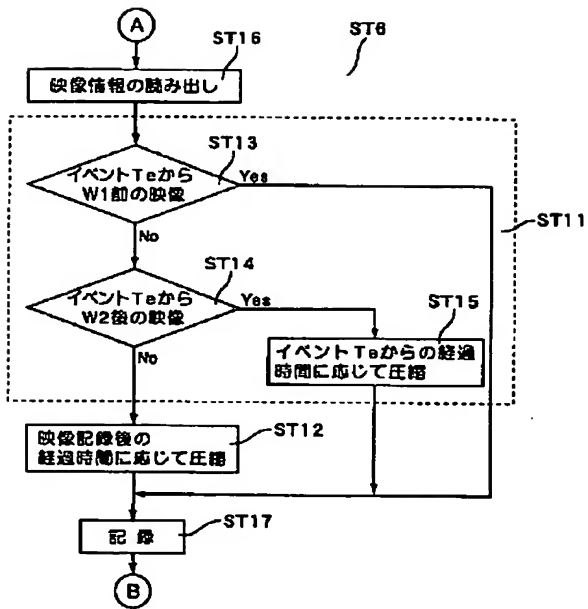 A
ST16
ST6
映像情報の読み出し
ST13
イベントTeから
W1前の映像
Yes
ST11
No
ST14
イベントTeから
W2後の映像
Yes
ST15
イベントTeからの経過
時間に応じて圧縮
No
ST12
映像記録後の
経過時間に応じて圧縮
ST17
記録
B